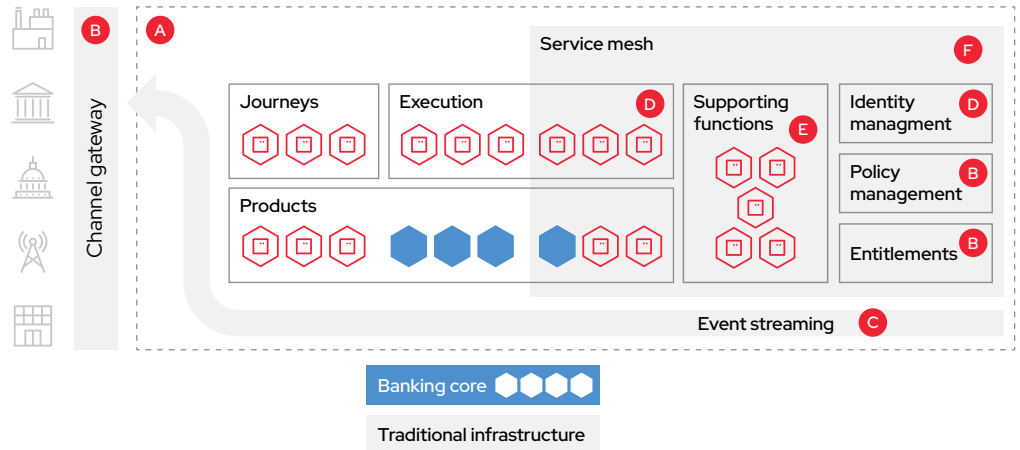 B
A
Service mesh
F
Channel gateway
Journeys
Execution
D
Supporting
functions
E
Identity
managment
D
Policy
management
B
Products
Entitlements
B
Event streaming
C
Banking core
Traditional infrastructure